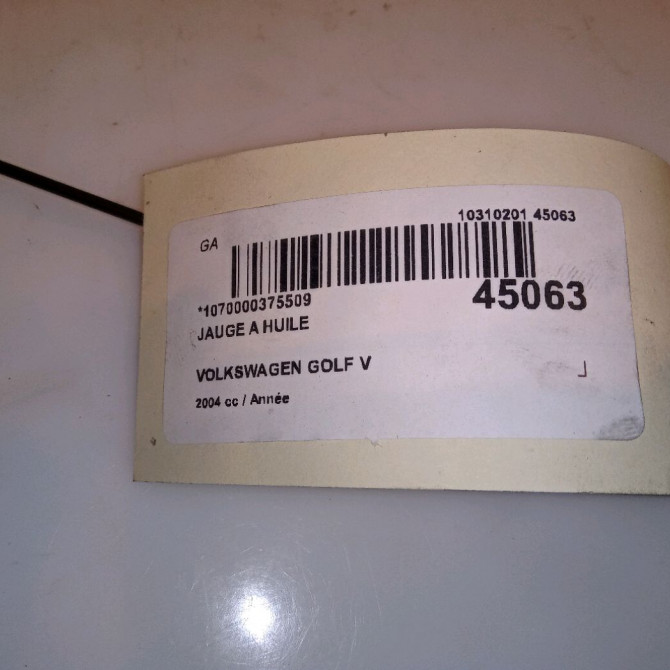 10310201 45063
GA
*1070000375509
45063
JAUGE A HUILE
VOLKSWAGEN GOLF V
2004 cc / Année